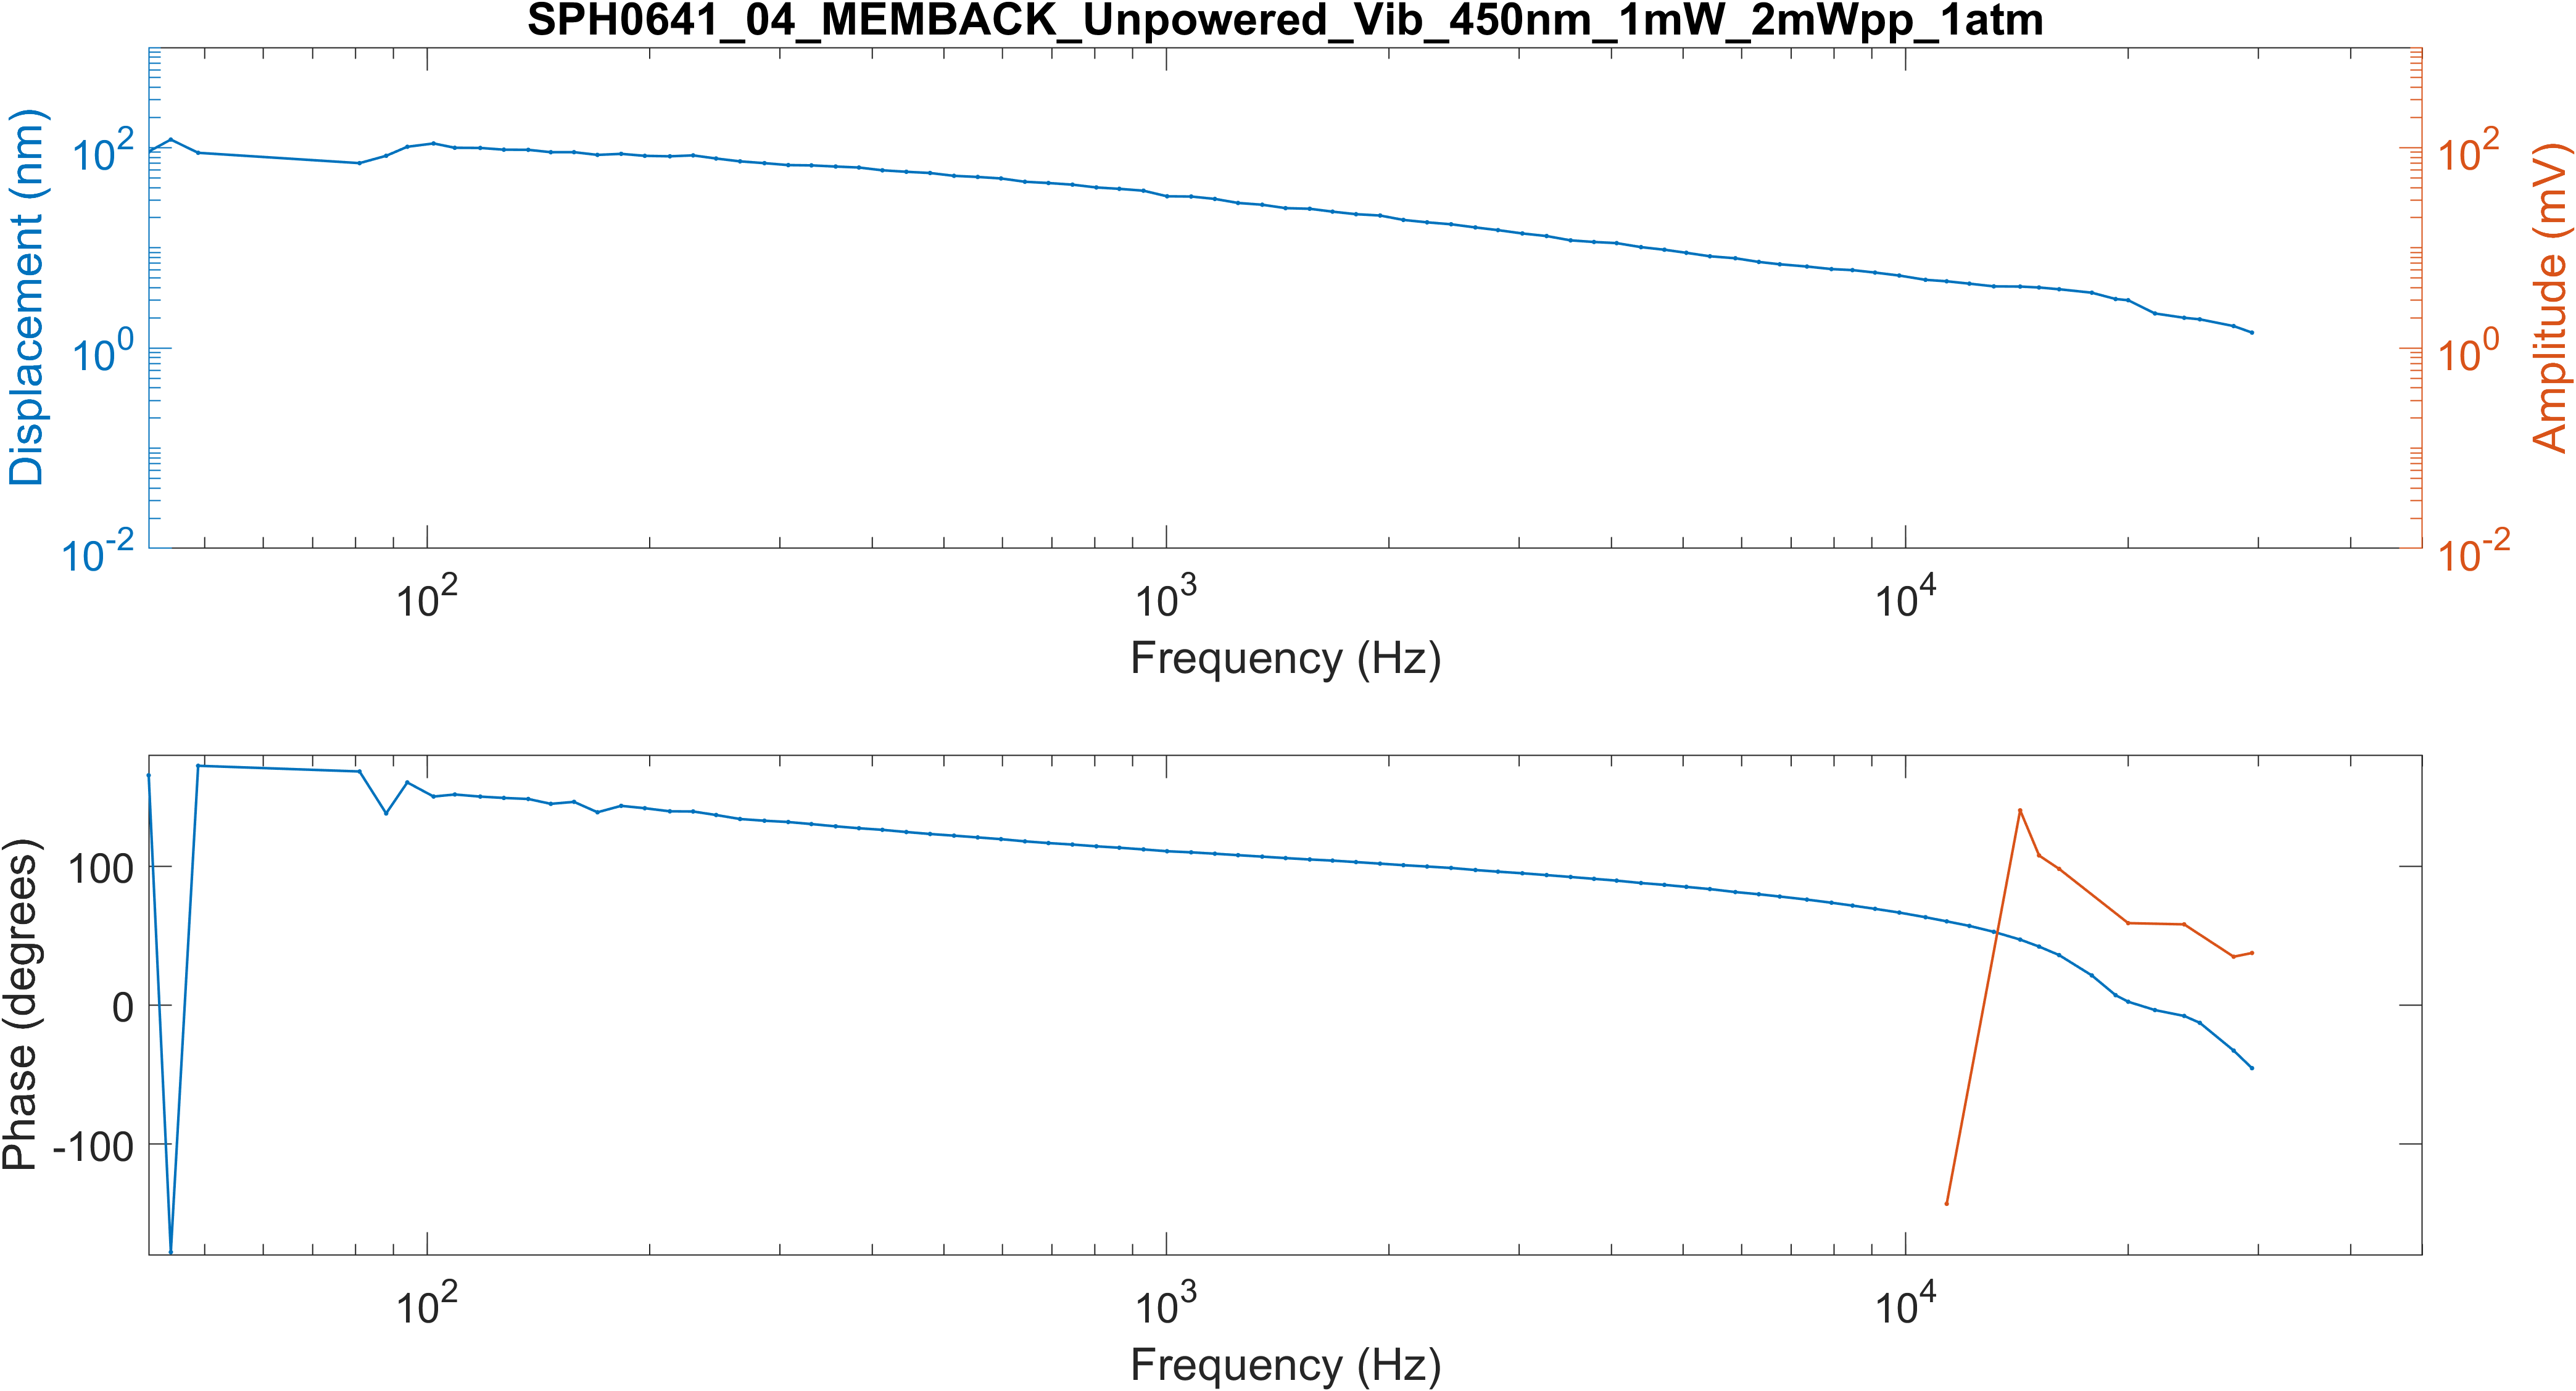 SPH0641_04_MEMBACK_Unpowered_Vib_450nm_1mW_2mWpp_1atm
Displacement (nm)
10^2
10^0
10^-2
Amplitude (mV)
10^2
10^0
10^-2
10^2 10^3 10^4
Frequency (Hz)
Phase (degrees)
100
0
-100
10^2 10^3 10^4
Frequency (Hz)